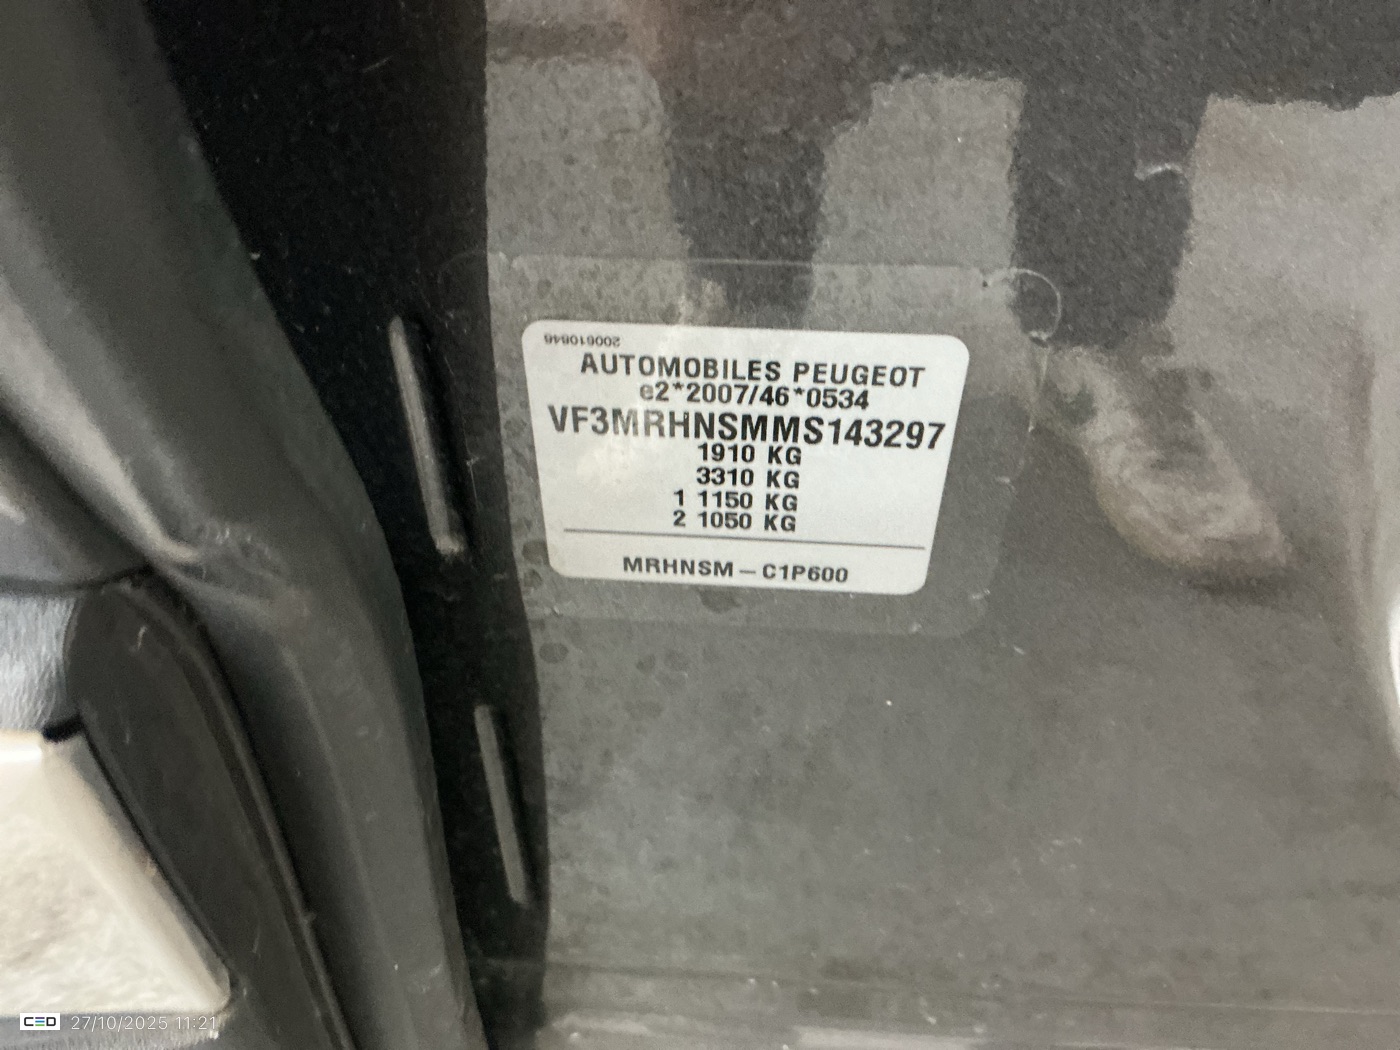 200610646
AUTOMOBILES PEUGEOT
e2*2007/46*0534
VF3MRHNSMMS143297
1910 KG
3310 KG
1 1150 KG
2 1050 KG
MRHNSM — C1P600
CED 27/10/2025 11:21